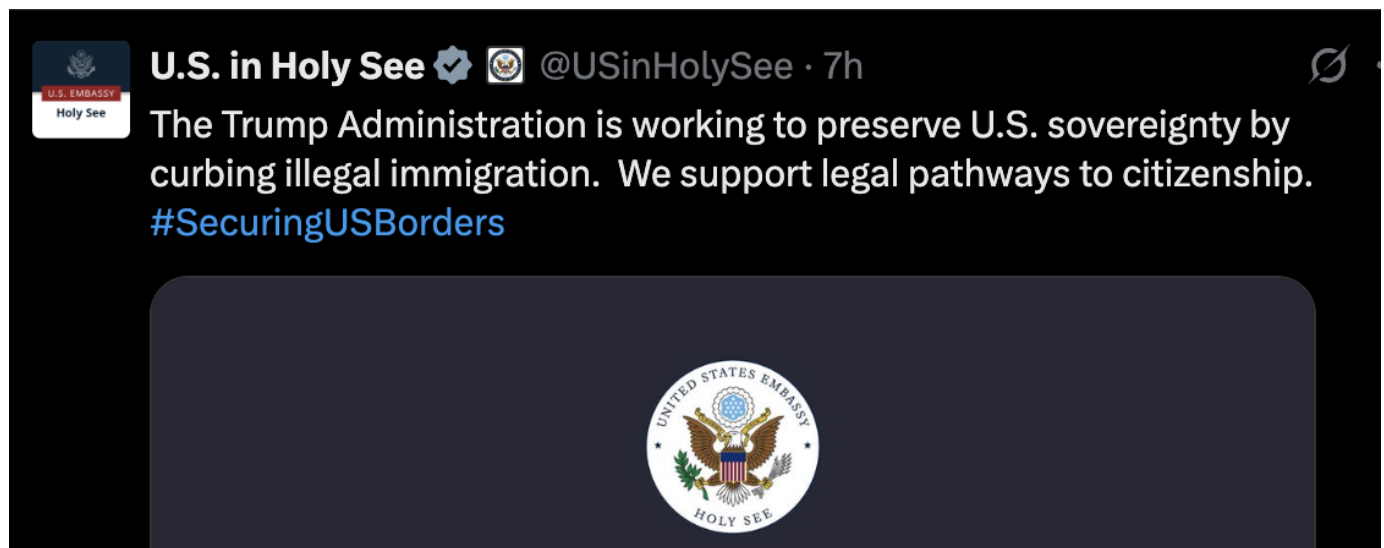 U.S. in Holy See @USinHolySee · 7h
U.S. EMBASSY
Holy See
The Trump Administration is working to preserve U.S. sovereignty by
curbing illegal immigration.  We support legal pathways to citizenship.
#SecuringUSBorders
UNITED STATES EMBASSY
HOLY SEE